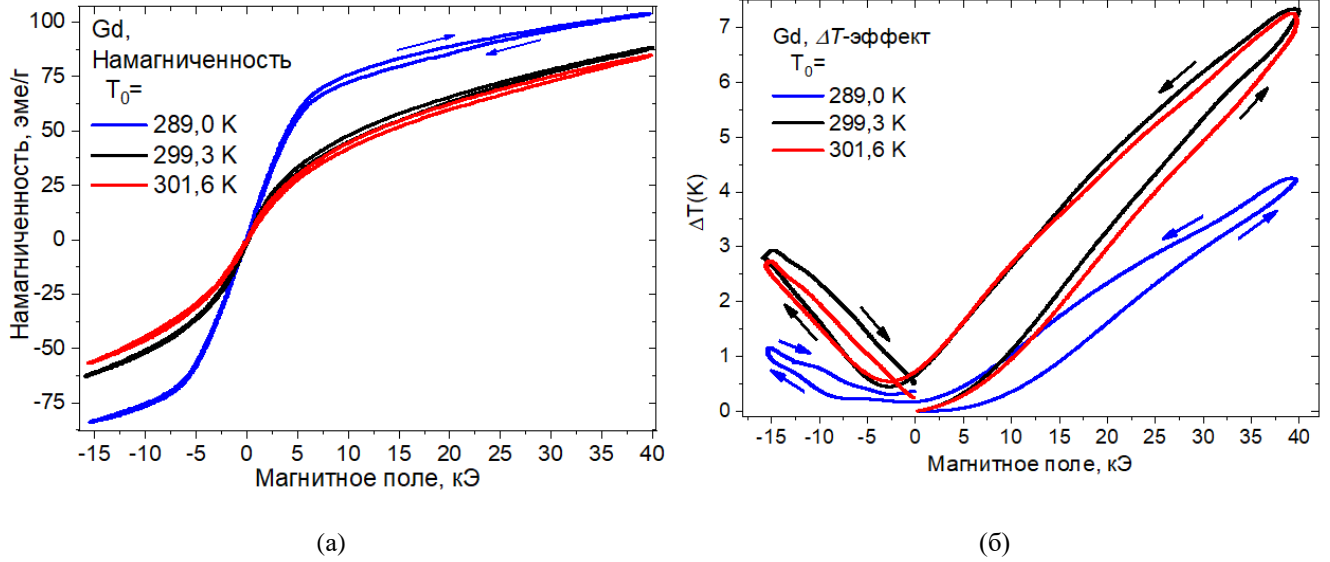 Gd,
Намагниченность
T0=
289,0 K
299,3 K
301,6 K
Намагниченность, эме/г
100
75
50
25
0
-25
-50
-75
-15 -10 -5 0 5 10 15 20 25 30 35 40
Магнитное поле, кЭ
(а)
Gd, ΔT-эффект
T0=
289,0 K
299,3 K
301,6 K
ΔT(K)
7
6
5
4
3
2
1
0
-15 -10 -5 0 5 10 15 20 25 30 35 40
Магнитное поле, кЭ
(б)